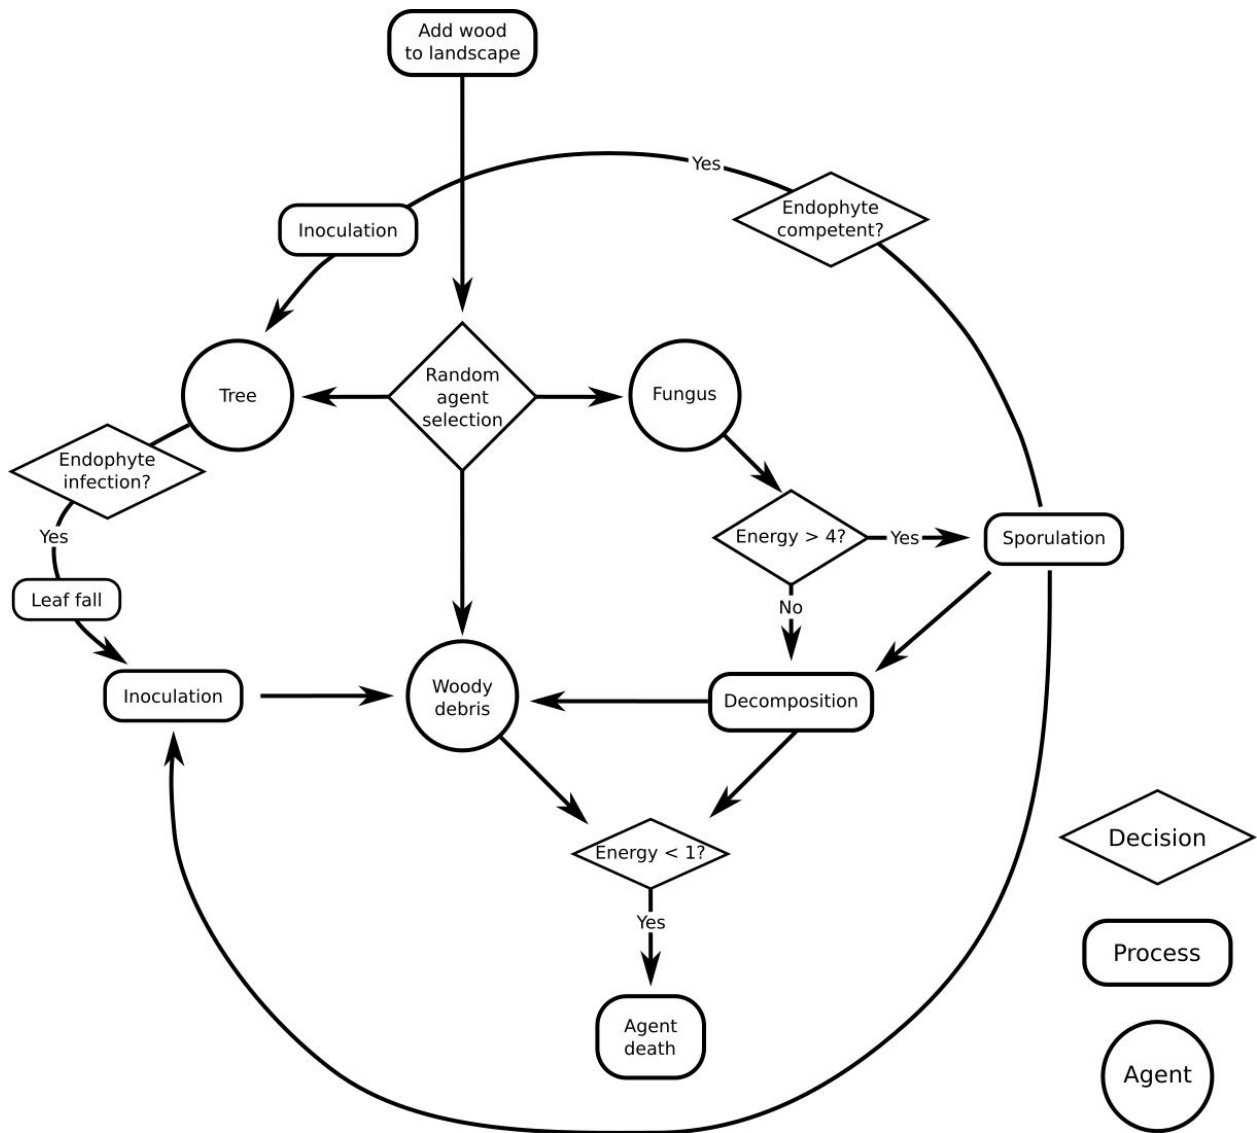 Add wood
to landscape
Yes
Endophyte
competent?
Inoculation
Random
agent
selection
Tree
Fungus
Endophyte
infection?
Yes
Energy > 4?
Yes
Sporulation
Leaf fall
No
Inoculation
Woody
debris
Decomposition
Energy < 1?
Yes
Agent
death
Decision
Process
Agent